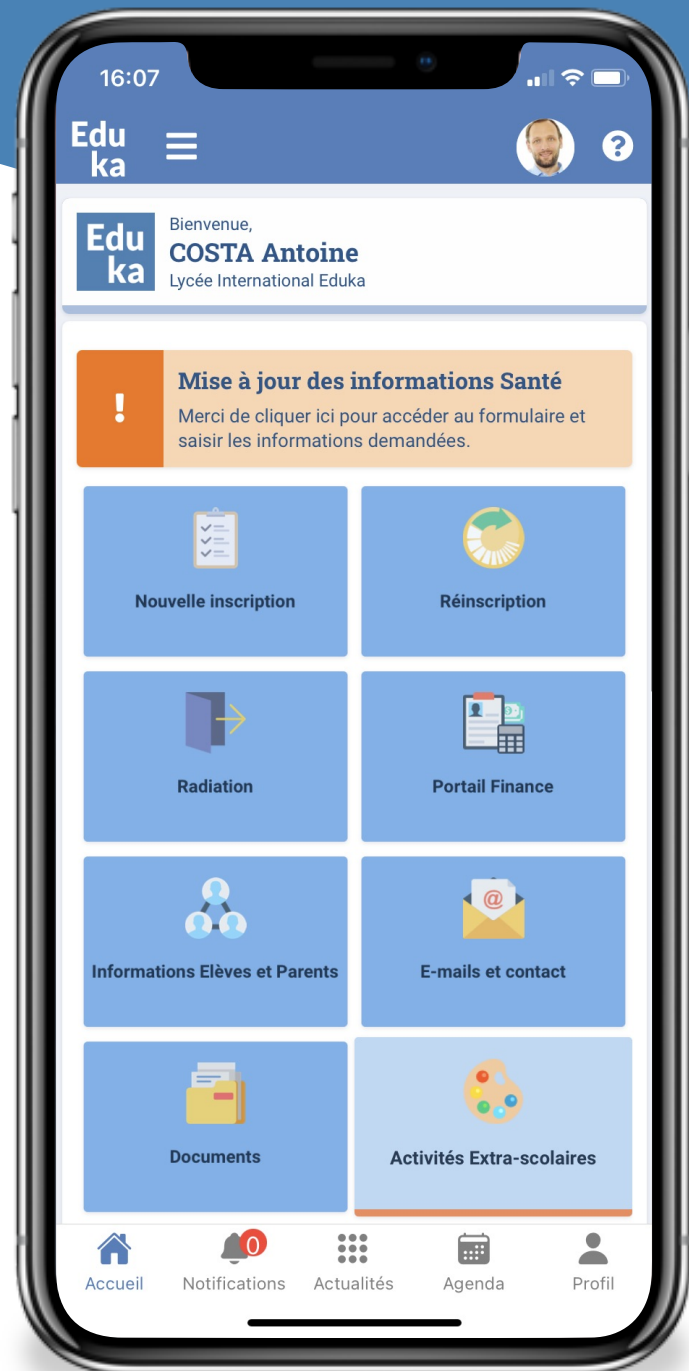 16:07
Edu
ka
?
Edu
ka
Bienvenue,
COSTA Antoine
Lycée International Eduka
!
Mise à jour des informations Santé
Merci de cliquer ici pour accéder au formulaire et
saisir les informations demandées.
Nouvelle inscription
Réinscription
Radiation
Portail Finance
@
Informations Elèves et Parents
E-mails et contact
Documents
Activités Extra-scolaires
0
Accueil
Notifications
Actualités
Agenda
Profil